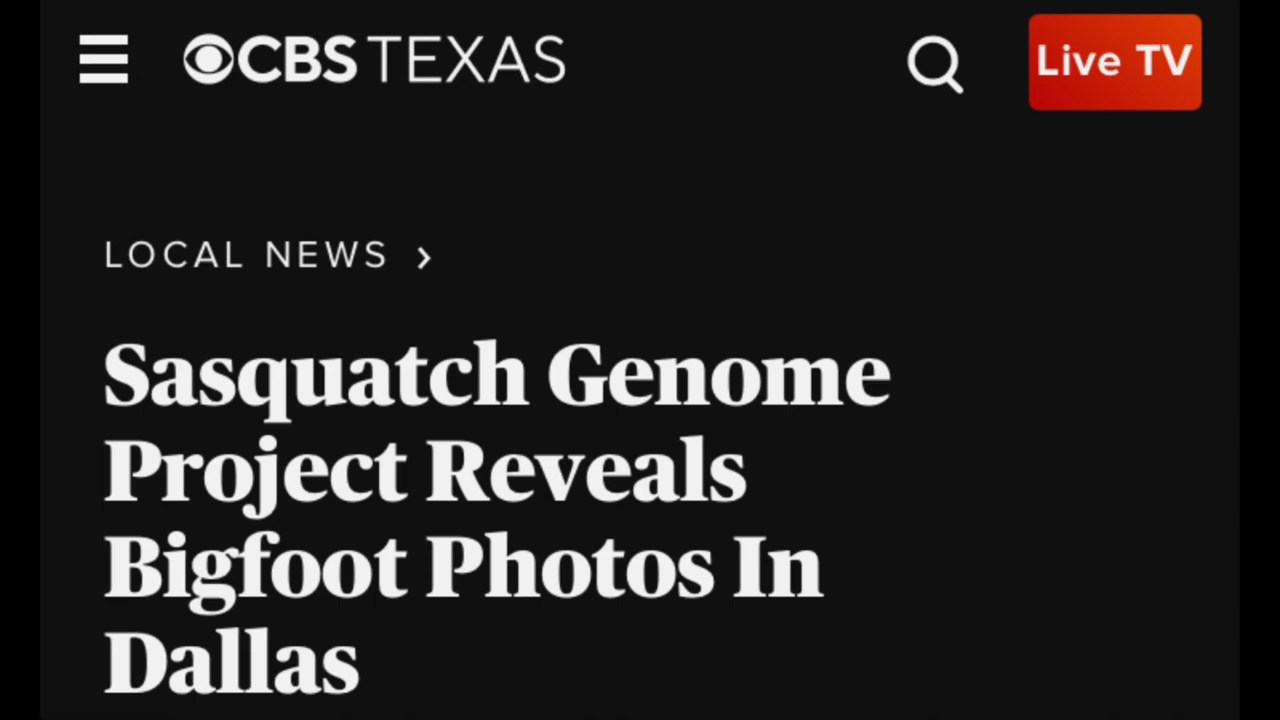 CBS TEXAS
Live TV
LOCAL NEWS
Sasquatch Genome
Project Reveals
Bigfoot Photos In
Dallas